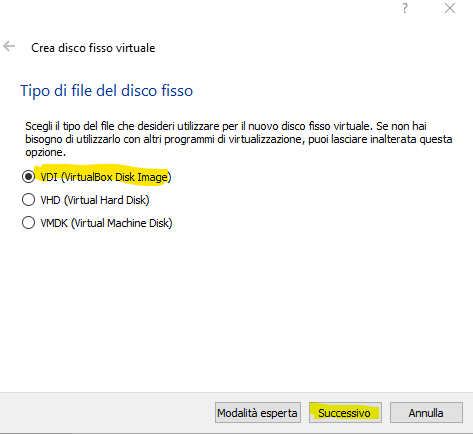 ?
Crea disco fisso virtuale
Tipo di file del disco fisso
Scegli il tipo del file che desideri utilizzare per il nuovo disco fisso virtuale. Se non hai
bisogno di utilizzarlo con altri programmi di virtualizzazione, puoi lasciare inalterata questa
opzione.
VDI (VirtualBox Disk Image)
VHD (Virtual Hard Disk)
VMDK (Virtual Machine Disk)
Modalità esperta Successivo Annulla